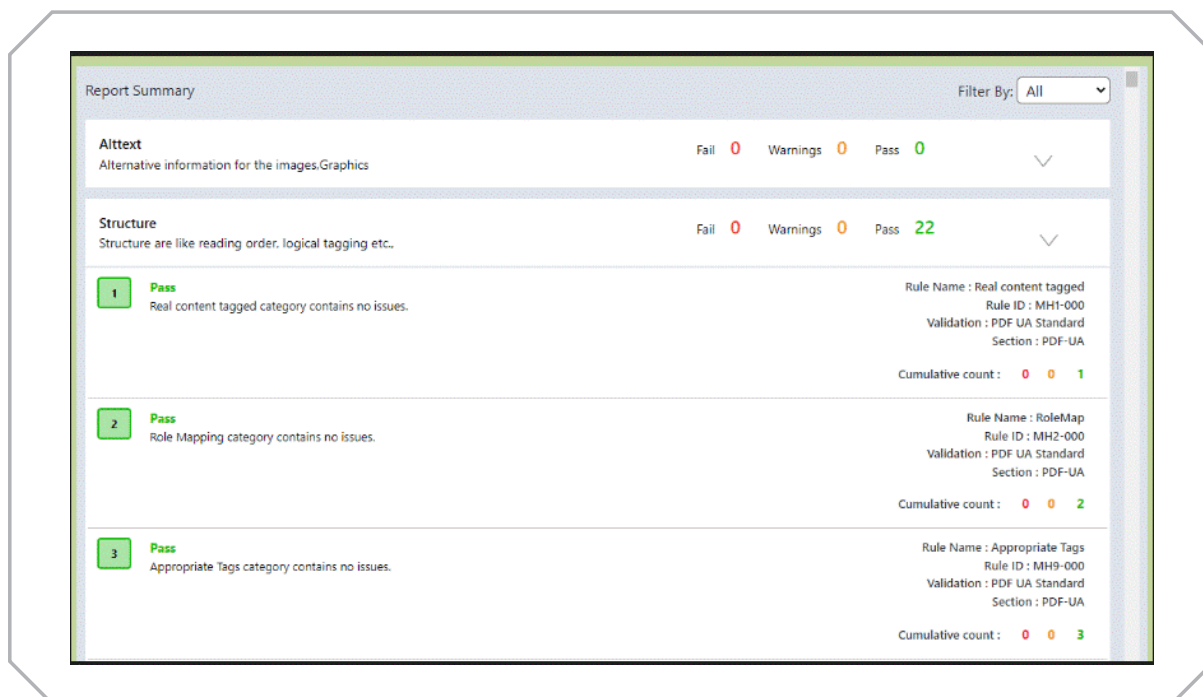 Report Summary
Filter By: All
Alttext
Alternative information for the images.Graphics
Fail 0 Warnings 0 Pass 0
Structure
Structure are like reading order. logical tagging etc..
Fail 0 Warnings 0 Pass 22
1
Pass
Real content tagged category contains no issues.
Rule Name : Real content tagged
Rule ID : MH1-000
Validation : PDF UA Standard
Section : PDF-UA
Cumulative count : 0 0 1
2
Pass
Role Mapping category contains no issues.
Rule Name : RoleMap
Rule ID : MH2-000
Validation : PDF UA Standard
Section : PDF-UA
Cumulative count : 0 0 2
3
Pass
Appropriate Tags category contains no issues.
Rule Name : Appropriate Tags
Rule ID : MH9-000
Validation : PDF UA Standard
Section : PDF-UA
Cumulative count : 0 0 3